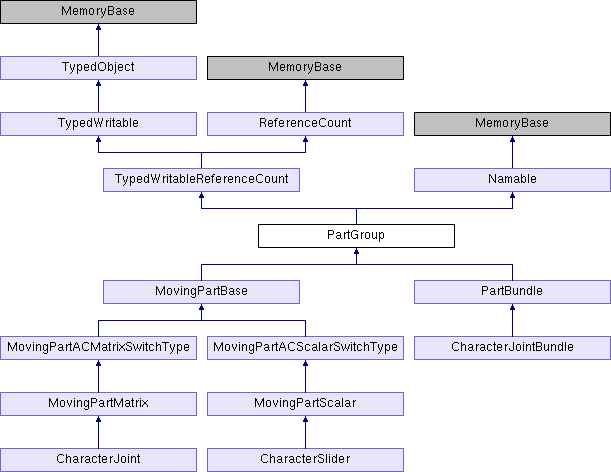 MemoryBase
TypedObject
MemoryBase
TypedWritable
ReferenceCount
MemoryBase
TypedWritableReferenceCount
Namable
PartGroup
MovingPartBase
PartBundle
MovingPartACMatrixSwitchType
MovingPartACScalarSwitchType
CharacterJointBundle
MovingPartMatrix
MovingPartScalar
CharacterJoint
CharacterSlider